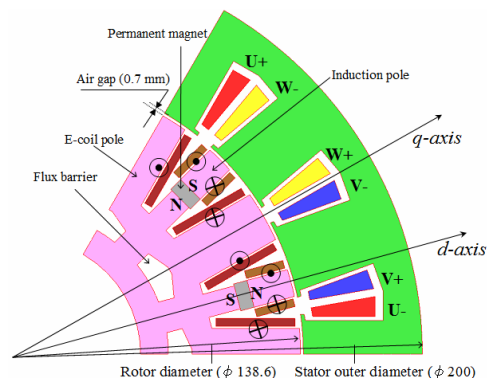 Permanent magnet
Air gap (0.7 mm)
U+
W-
Induction pole
E-coil pole
q-axis
W+
V-
S
N
Flux barrier
d-axis
V+
U-
S
N
Rotor diameter (ϕ 138.6)
Stator outer diameter (ϕ 200)